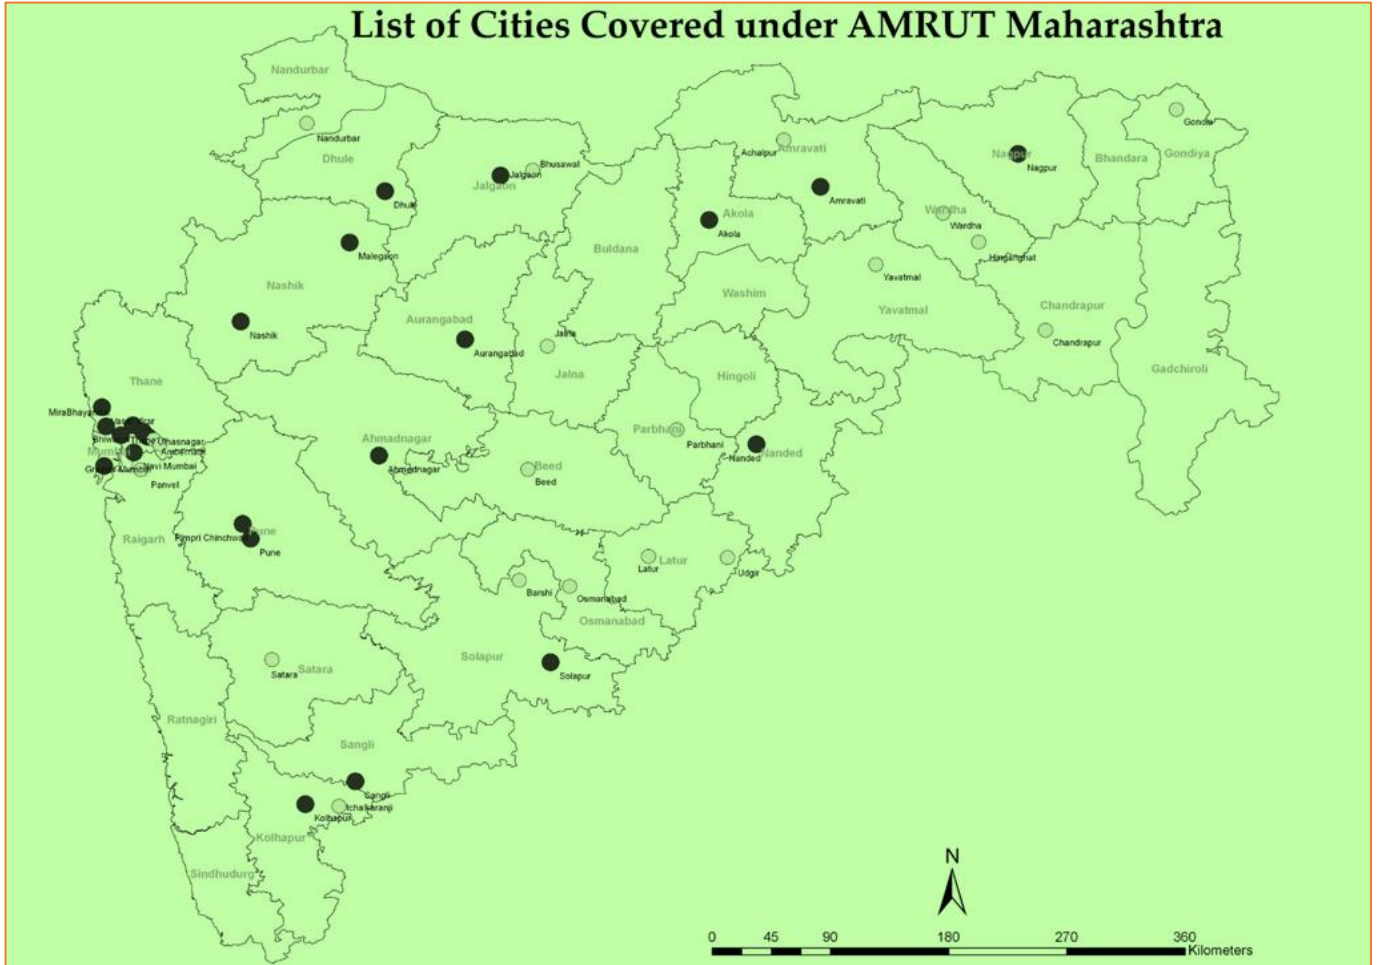 List of Cities Covered under AMRUT Maharashtra
Nandurbar
Nandurbar
Dhule
Dhule
Bhusawal
Jalgaon
Jalgaon
Malegaon
Nashik
Nashik
Achalpur
Amravati
Amravati
Akola
Akola
Buldana
Washim
Nagpur
Nagpur
Bhandara
Gondia
Gondiya
Wardha
Wardha
Hinganghat
Yavatmal
Yavatmal
Chandrapur
Chandrapur
Gadchiroli
Aurangabad
Aurangabad
Jalna
Jalna
Hingoli
Parbhani
Parbhani
Nanded
Nanded
Thane
Ulhasnagar
Ambernath
Navi Mumbai
Mumbai
Panvel
Raigarh
Ahmadnagar
Ahmednagar
Beed
Beed
Pune
Pimpri Chinchwad
Pune
Latur
Latur
Udgir
Barshi
Osmanabad
Osmanabad
Solapur
Solapur
Satara
Satara
Ratnagiri
Sangli
Sangli
Ichalkaranji
Kolhapur
Kolhapur
Sindhudurg
N
0 45 90 180 270 360
Kilometers